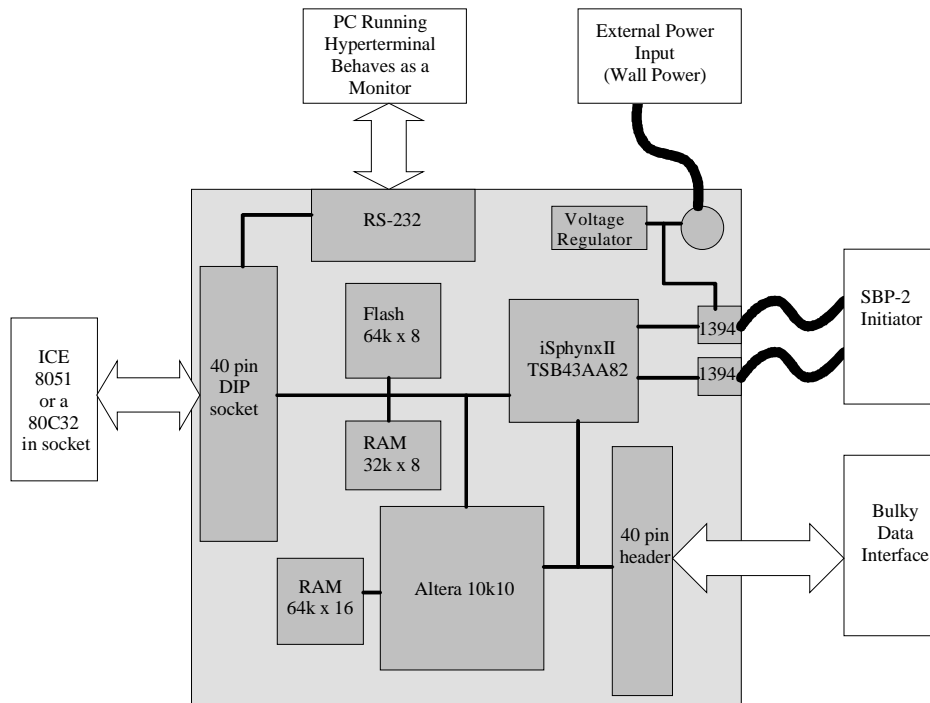 PC Running
Hyperterminal
Behaves as a
Monitor
External Power
Input
(Wall Power)
RS-232
Voltage
Regulator
Flash
64k x 8
iSphynxII
TSB43AA82
1394
1394
SBP-2
Initiator
ICE
8051
or a
80C32
in socket
40 pin
DIP
socket
RAM
32k x 8
RAM
64k x 16
Altera 10k10
40 pin
header
Bulky
Data
Interface